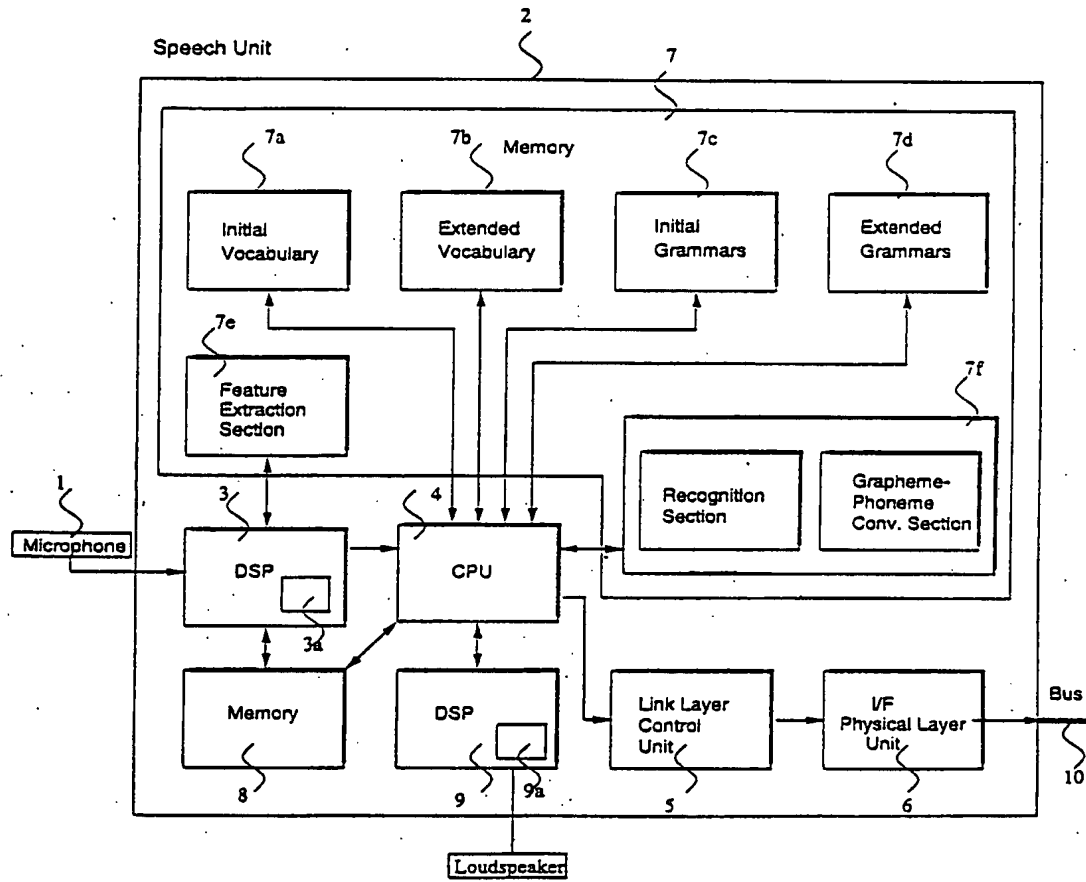 2
Speech Unit
7
7a
7b
Memory
7c
7d
Initial
Vocabulary
Extended
Vocabulary
Initial
Grammars
Extended
Grammars
7e
Feature
Extraction
Section
7f
Recognition
Section
Grapheme-
Phoneme
Conv. Section
1
Microphone
3
DSP
3a
4
CPU
Memory
8
DSP
9
9a
Link Layer
Control
Unit
5
I/F
Physical Layer
Unit
6
Bus
10
Loudspeaker